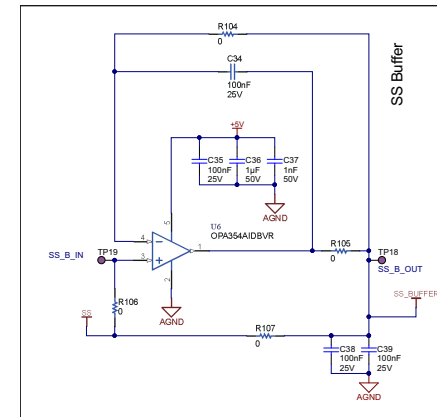 R104
0
C34
100nF
25V
SS Buffer
+5V
C35
100nF
25V
C36
1µF
50V
C37
1nF
50V
AGND
5
U6
OPA354AIDBVR
4
1
3
2
SS_B_IN
TP19
R105
0
TP18
SS_B_OUT
SS_BUFFER
R106
0
SS
AGND
R107
0
C38
100nF
25V
C39
100nF
25V
AGND